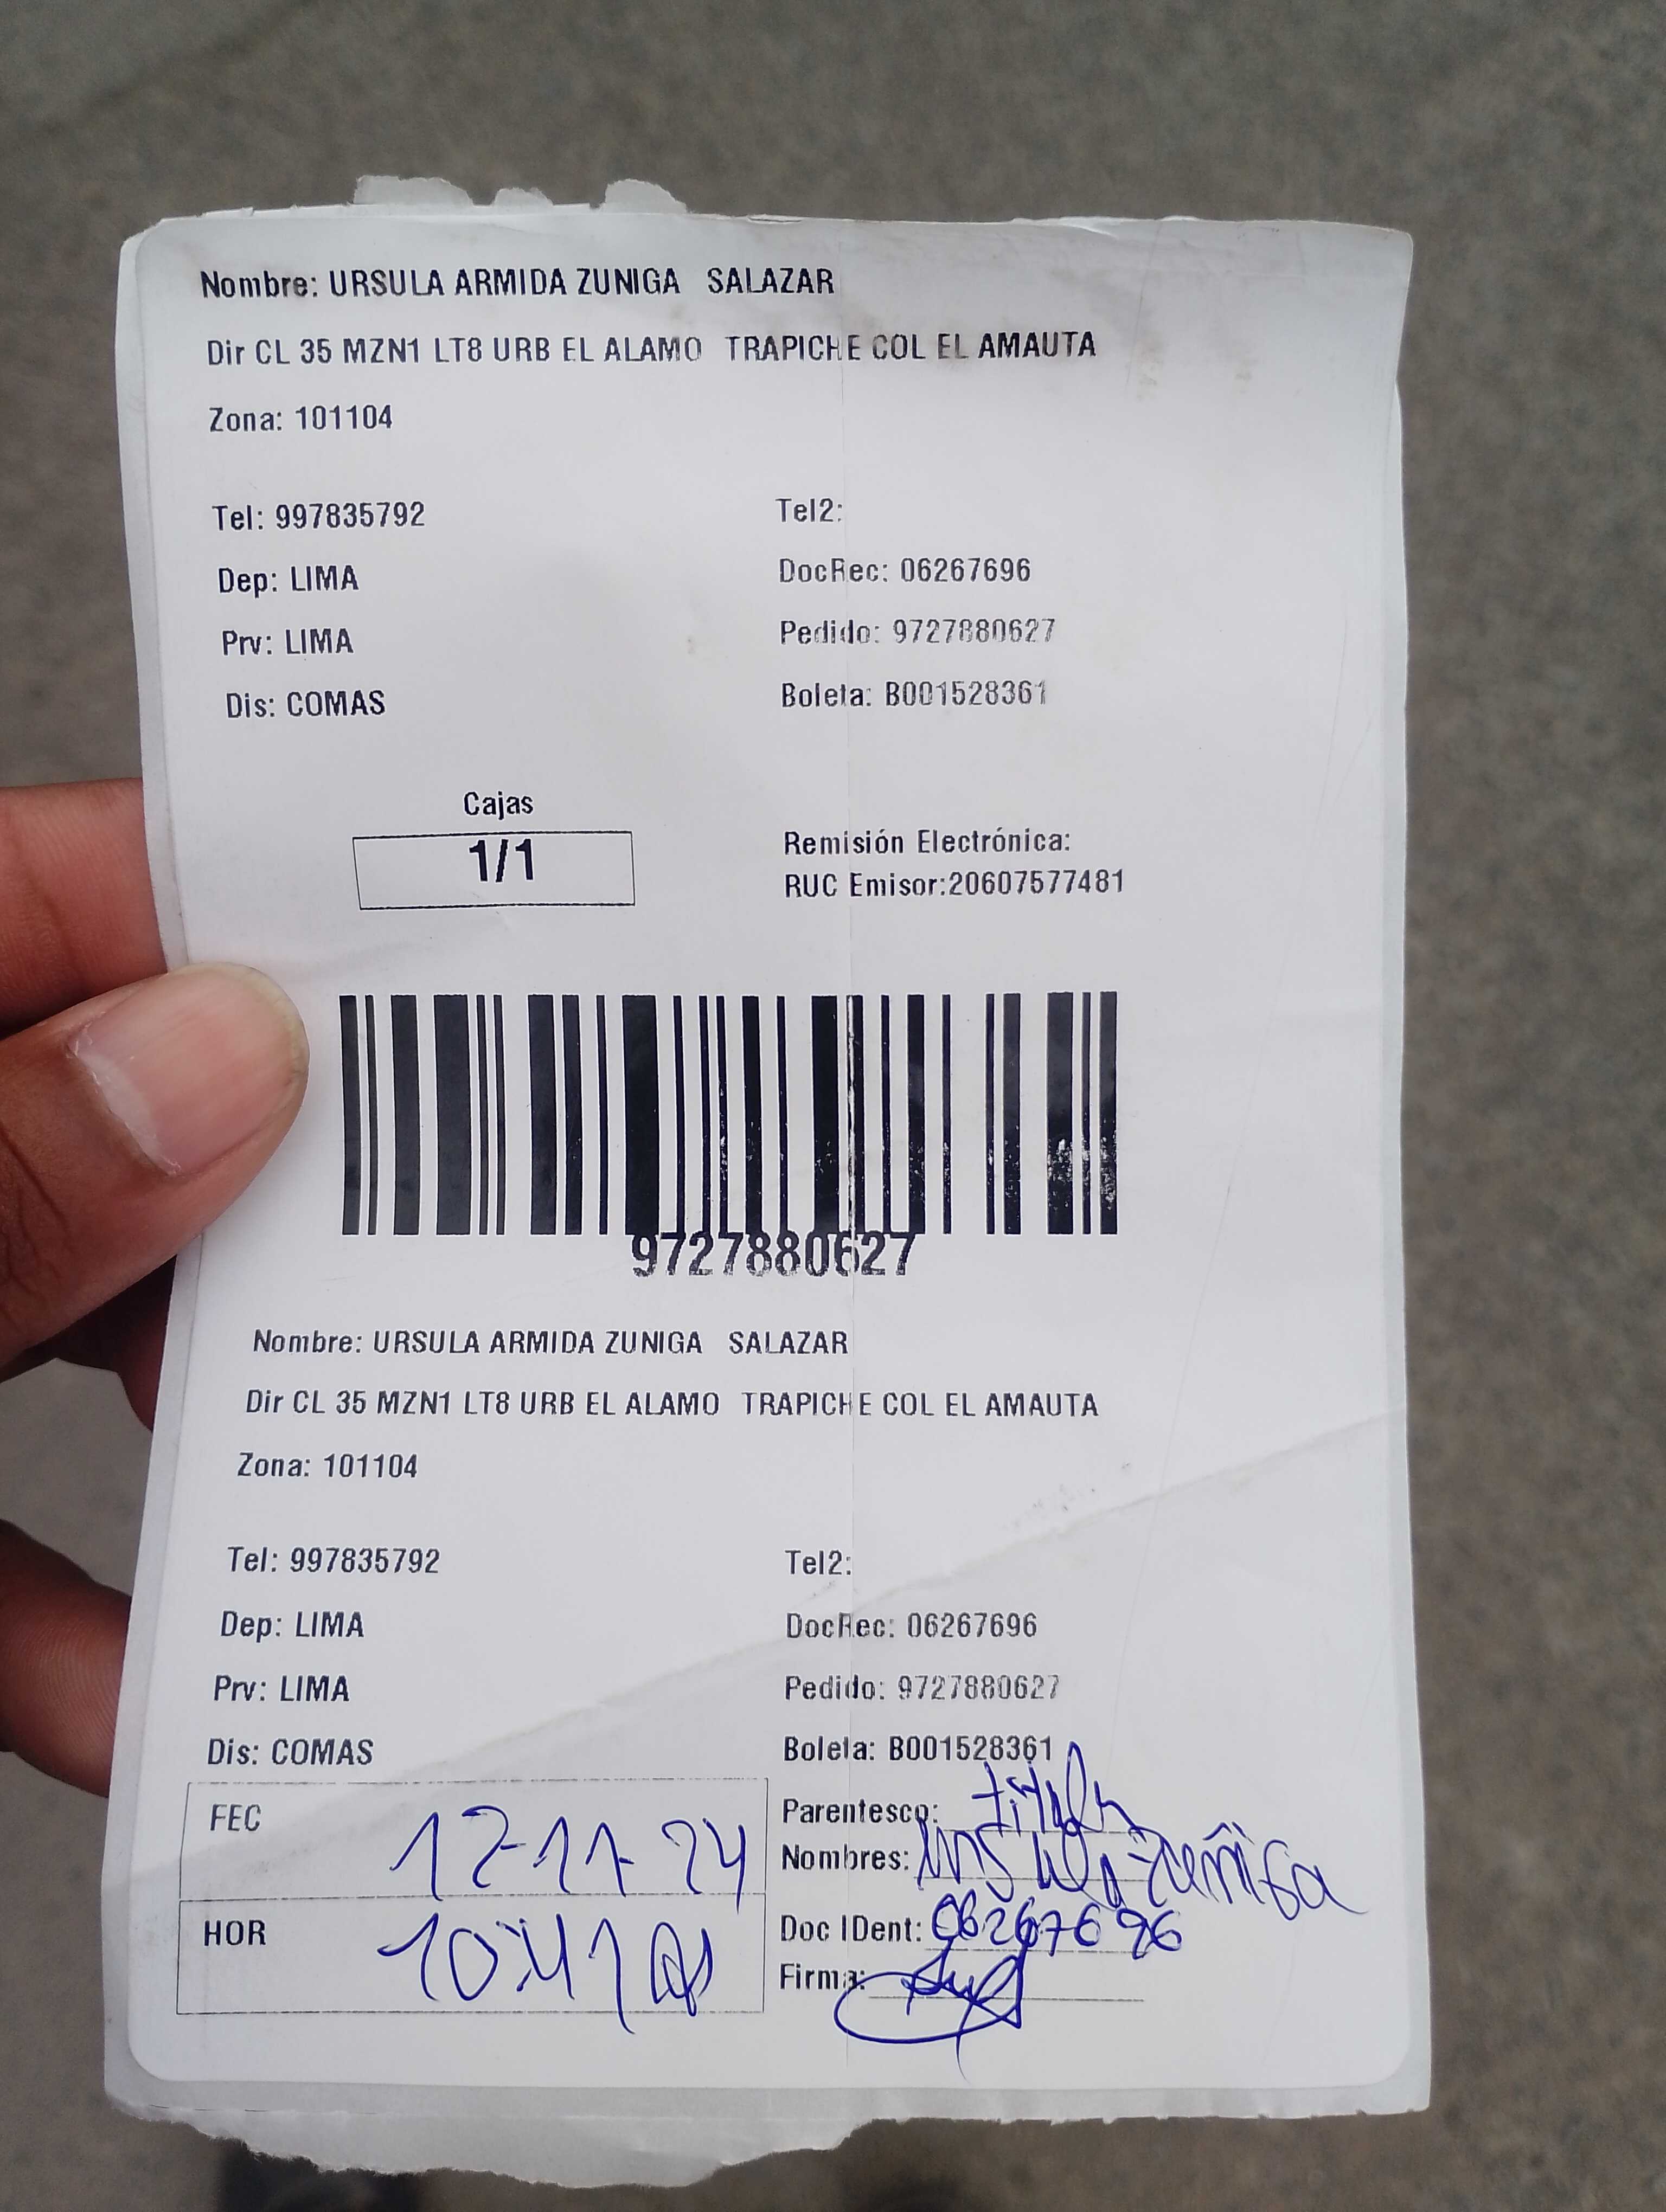 Nombre: URSULA ARMIDA ZUNIGA SALAZAR
Dir CL 35 MZN1 LT8 URB EL ALAMO TRAPICHE COL EL AMAUTA
Zona: 101104
Tel: 997835792 Tel2:
Dep: LIMA DocRec: 06267696
Prv: LIMA Pedido: 9727880627
Dis: COMAS Boleta: B001528361
Cajas
1/1
Remisión Electrónica:
RUC Emisor:20607577481
9727880627
Nombre: URSULA ARMIDA ZUNIGA SALAZAR
Dir CL 35 MZN1 LT8 URB EL ALAMO TRAPICHE COL EL AMAUTA
Zona: 101104
Tel: 997835792 Tel2:
Dep: LIMA DocRec: 06267696
Prv: LIMA Pedido: 9727880627
Dis: COMAS Boleta: B001528361
FEC 12-11-24
HOR 10:41
Parentesco: titular
Nombres: Zuñiga
Doc IDent: 06267696
Firma: